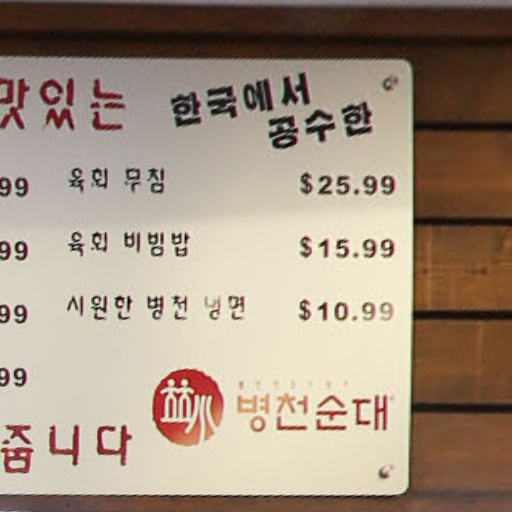 맛있는 한국에서
공수한
99 육회 무침 $25.99
99 육회 비빔밥 $15.99
99 시원한 병천 냉면 $10.99
99
줍니다 병천순대